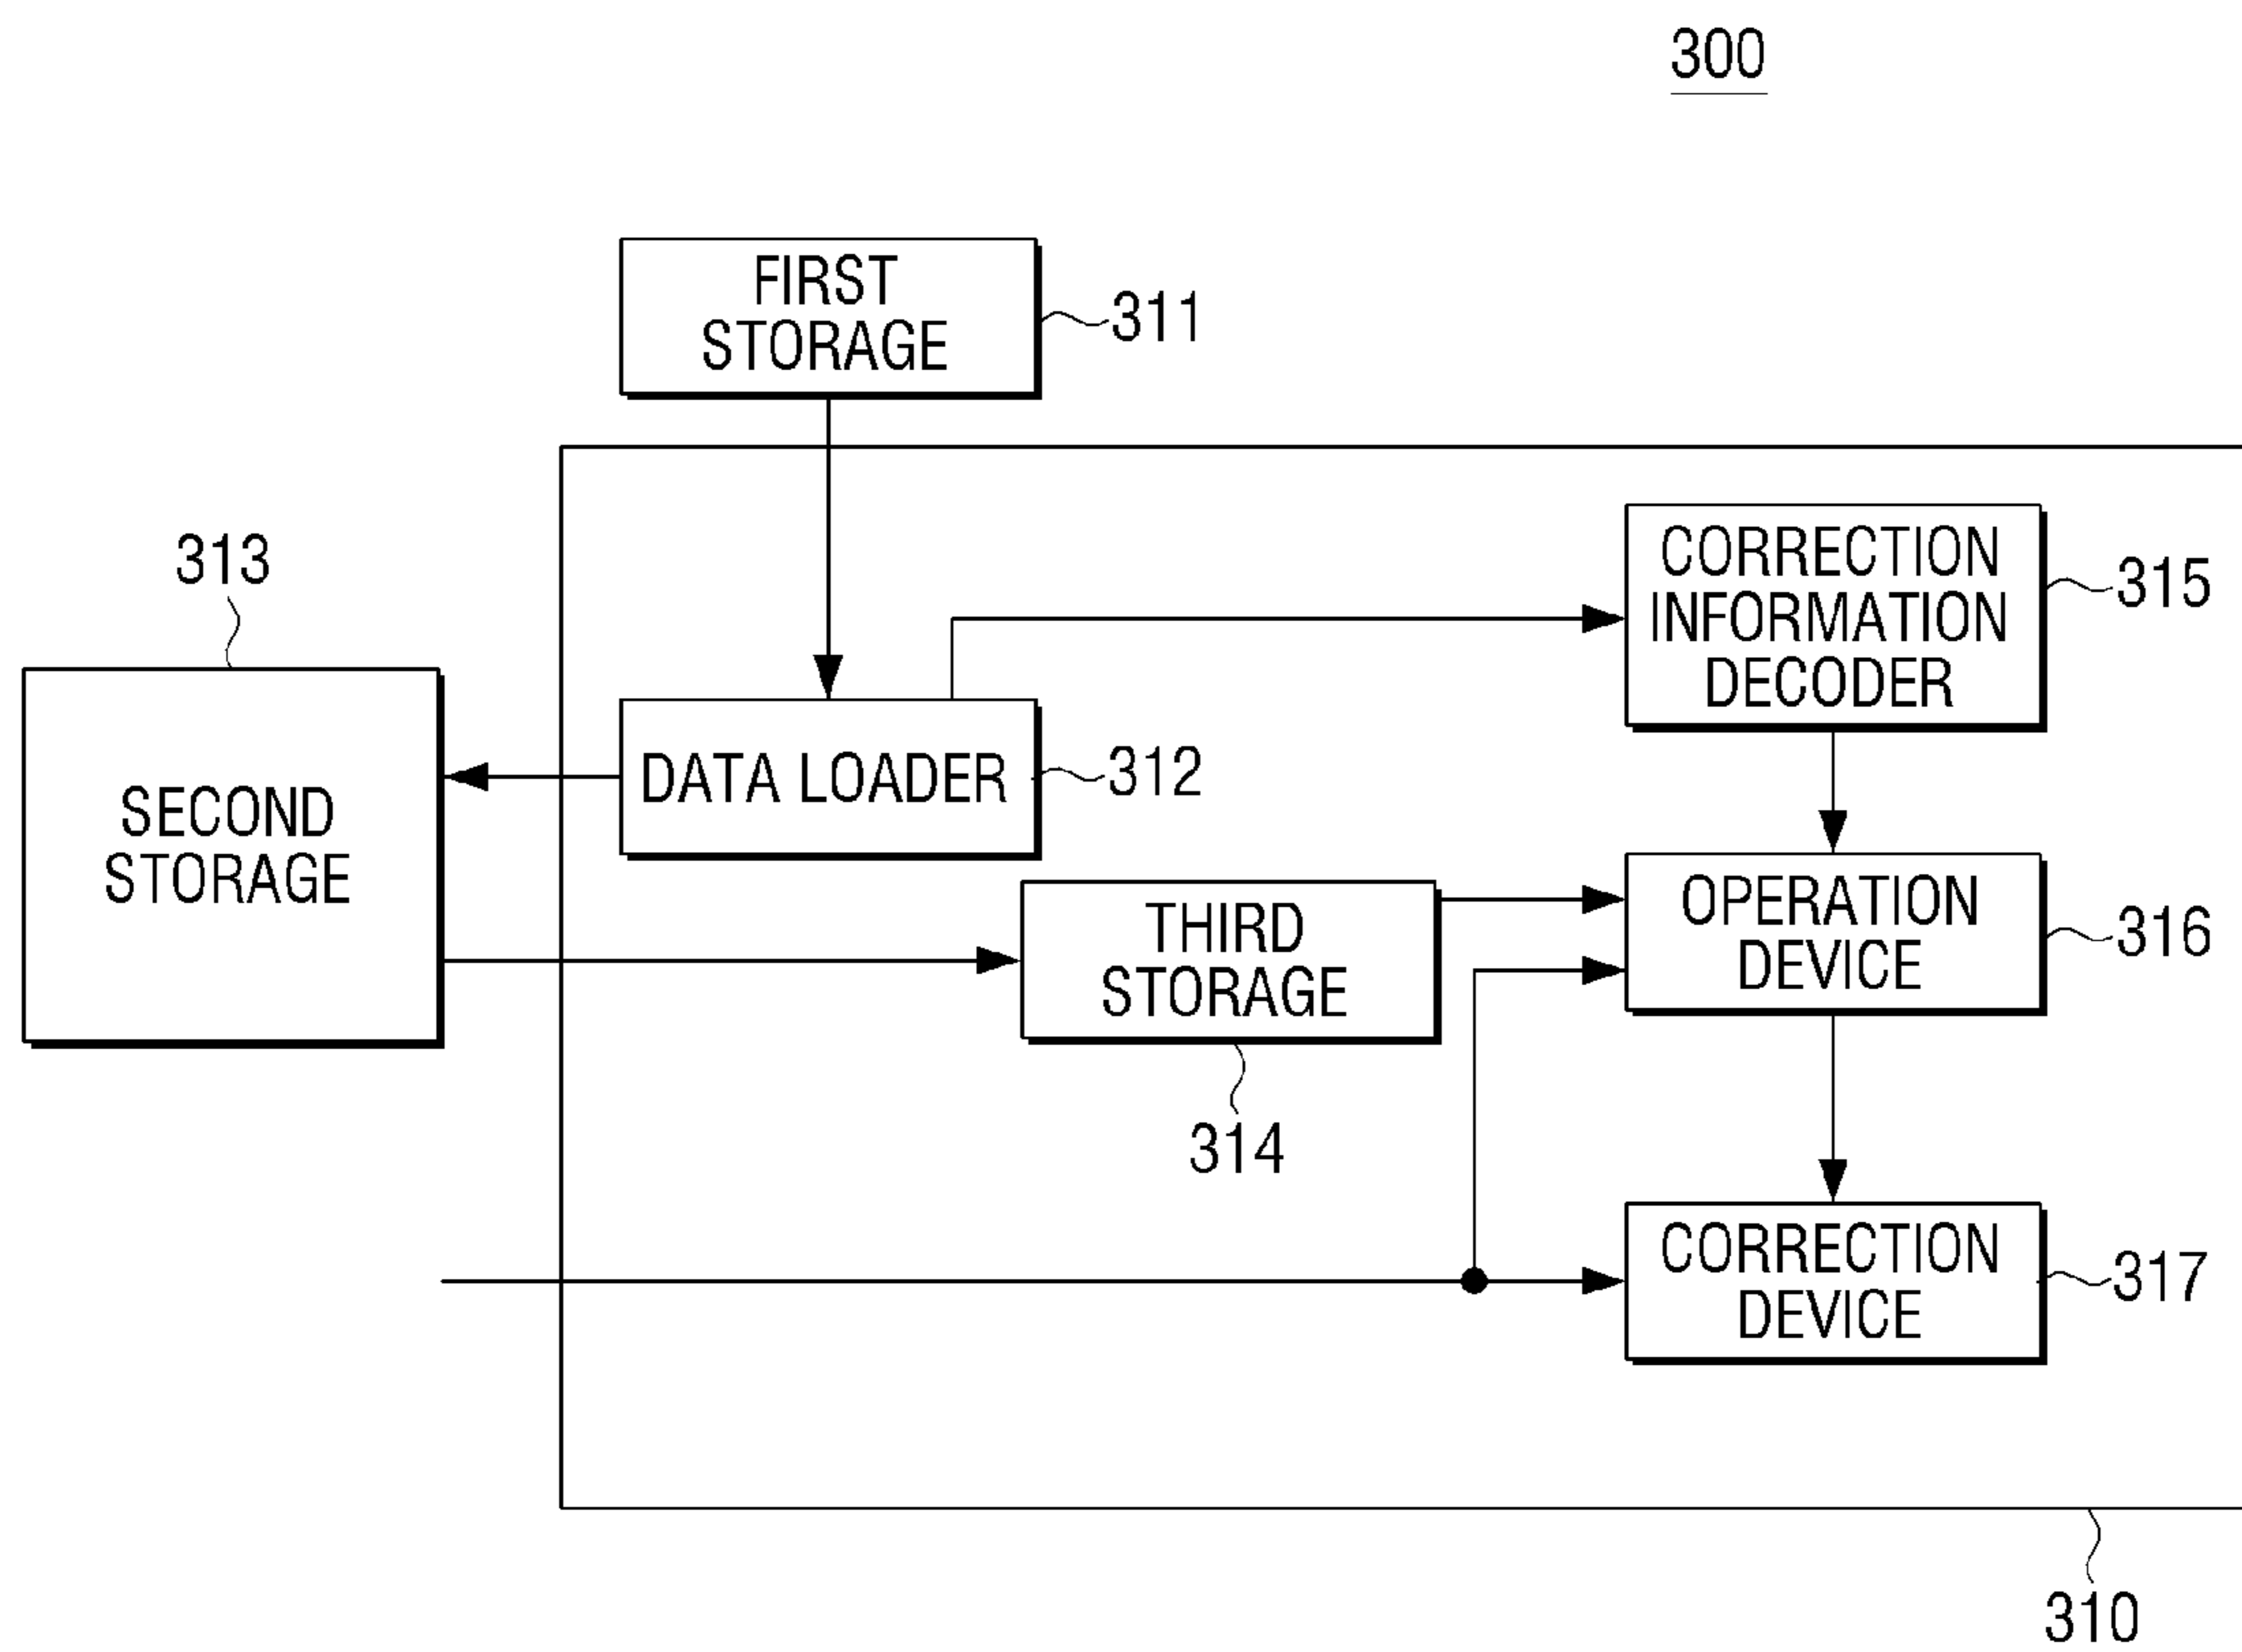 300
FIRST
STORAGE
311
313
CORRECTION
INFORMATION
DECODER
315
SECOND
STORAGE
DATA LOADER
312
THIRD
STORAGE
314
OPERATION
DEVICE
316
CORRECTION
DEVICE
317
310